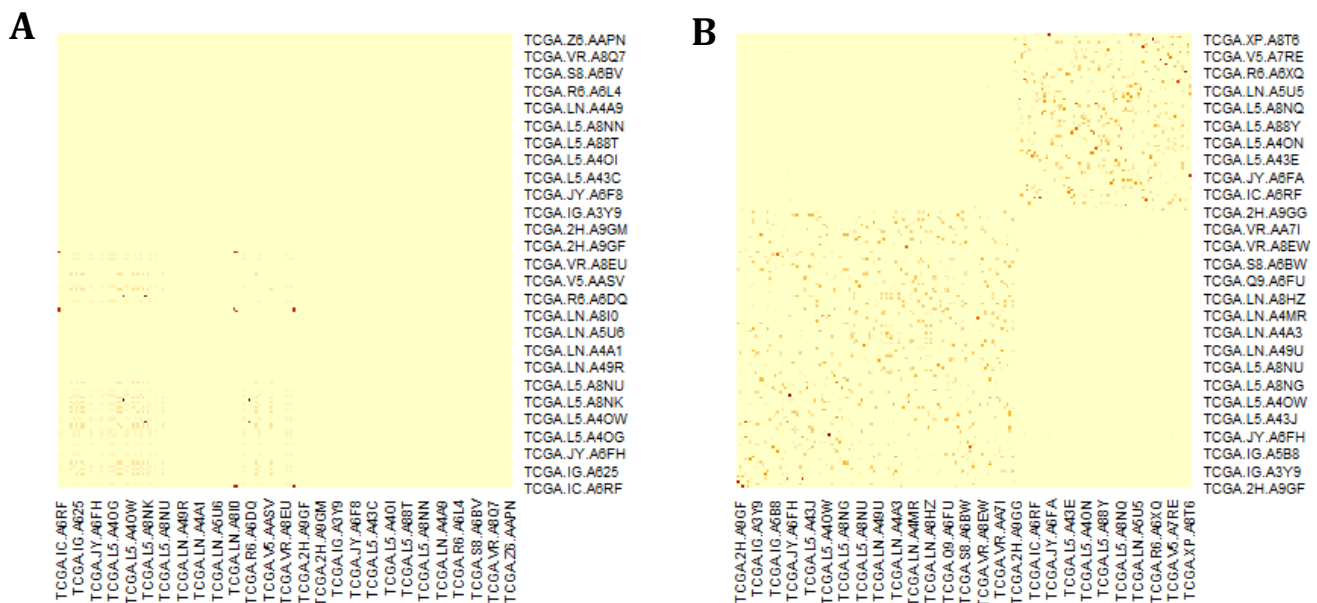 A
B
TCGA.Z6.AAPN
TCGA.VR.A8Q7
TCGA.S8.A6BV
TCGA.R6.A6L4
TCGA.LN.A4A9
TCGA.L5.A8NN
TCGA.L5.A88T
TCGA.L5.A4OI
TCGA.L5.A43C
TCGA.JY.A6F8
TCGA.IG.A3Y9
TCGA.2H.A9GM
TCGA.2H.A9GF
TCGA.VR.A8EU
TCGA.V5.AASV
TCGA.R6.A6DQ
TCGA.LN.A8I0
TCGA.LN.A5U6
TCGA.LN.A4A1
TCGA.LN.A49R
TCGA.L5.A8NU
TCGA.L5.A8NK
TCGA.L5.A4OW
TCGA.L5.A4OG
TCGA.JY.A6FH
TCGA.IG.A625
TCGA.IC.A6RF
TCGA.IC.A6RF
TCGA.IG.A625
TCGA.JY.A6FH
TCGA.L5.A4OG
TCGA.L5.A4OW
TCGA.L5.A8NK
TCGA.L5.A8NU
TCGA.LN.A49R
TCGA.LN.A4A1
TCGA.LN.A5U6
TCGA.LN.A8I0
TCGA.R6.A6DQ
TCGA.V5.AASV
TCGA.VR.A8EU
TCGA.2H.A9GF
TCGA.2H.A9GM
TCGA.IG.A3Y9
TCGA.JY.A6F8
TCGA.L5.A43C
TCGA.L5.A4OI
TCGA.L5.A88T
TCGA.L5.A8NN
TCGA.LN.A4A9
TCGA.R6.A6L4
TCGA.S8.A6BV
TCGA.VR.A8Q7
TCGA.Z6.AAPN
TCGA.XP.A8T6
TCGA.V5.A7RE
TCGA.R6.A6XQ
TCGA.LN.A5U5
TCGA.L5.A8NQ
TCGA.L5.A88Y
TCGA.L5.A4ON
TCGA.L5.A43E
TCGA.JY.A6FA
TCGA.IC.A6RF
TCGA.2H.A9GG
TCGA.VR.AA7I
TCGA.VR.A8EW
TCGA.S8.A6BW
TCGA.Q9.A6FU
TCGA.LN.A8HZ
TCGA.LN.A4MR
TCGA.LN.A4A3
TCGA.LN.A49U
TCGA.L5.A8NU
TCGA.L5.A8NG
TCGA.L5.A4OW
TCGA.L5.A43J
TCGA.JY.A6FH
TCGA.IG.A5B8
TCGA.IG.A3Y9
TCGA.2H.A9GF
TCGA.2H.A9GF
TCGA.IG.A3Y9
TCGA.IG.A5B8
TCGA.JY.A6FH
TCGA.L5.A43J
TCGA.L5.A4OW
TCGA.L5.A8NG
TCGA.L5.A8NU
TCGA.LN.A49U
TCGA.LN.A4A3
TCGA.LN.A4MR
TCGA.LN.A8HZ
TCGA.Q9.A6FU
TCGA.S8.A6BW
TCGA.VR.A8EW
TCGA.VR.AA7I
TCGA.2H.A9GG
TCGA.IC.A6RF
TCGA.JY.A6FA
TCGA.L5.A43E
TCGA.L5.A4ON
TCGA.L5.A88Y
TCGA.L5.A8NQ
TCGA.LN.A5U5
TCGA.R6.A6XQ
TCGA.V5.A7RE
TCGA.XP.A8T6